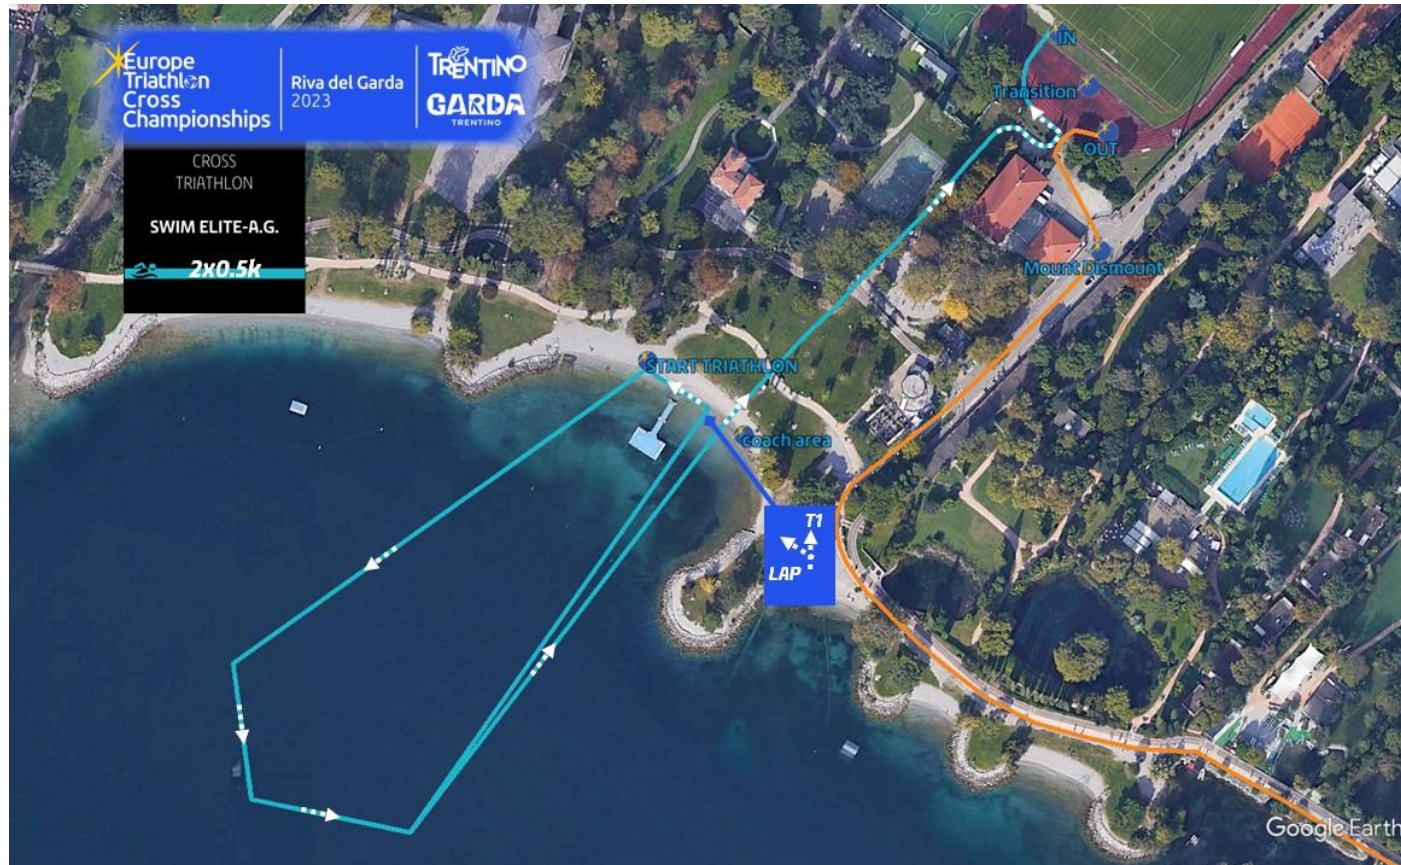 Europe
Triathlon
Cross
Championships
Riva del Garda
2023
TRENTINO
GARDA
TRENTINO
CROSS
TRIATHLON
SWIM ELITE-A.G.
2x0.5k
IN
Transition
OUT
Mount Dismount
START TRIATHLON
coach area
T1
LAP
Google Earth